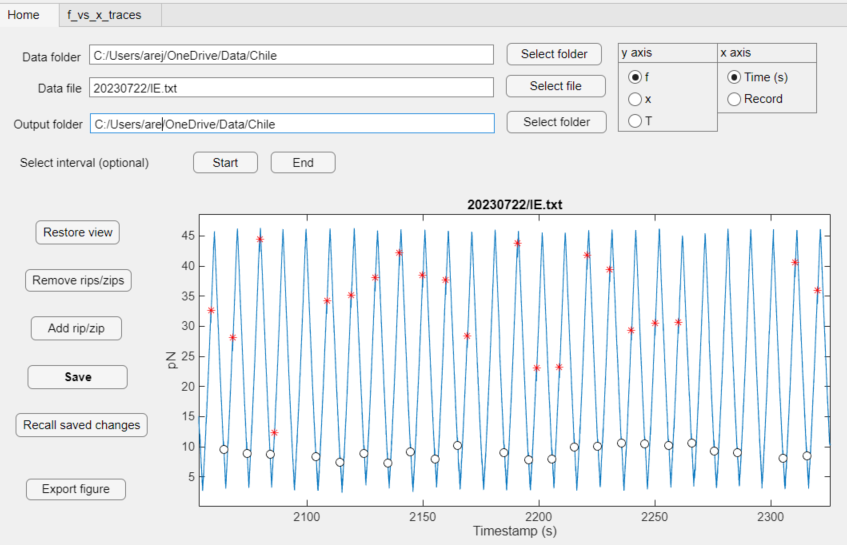 Home f_vs_x_traces
Data folder C:/Users/arej/OneDrive/Data/Chile Select folder
Data file 20230722/IE.txt Select file
Output folder C:/Users/are/OneDrive/Data/Chile Select folder
y axis x axis
f Time (s)
x Record
T
Select interval (optional) Start End
Restore view
Remove rips/zips
Add rip/zip
Save
Recall saved changes
Export figure
20230722/IE.txt
pN
45
40
35
30
25
20
15
10
5
2100 2150 2200 2250 2300
Timestamp (s)